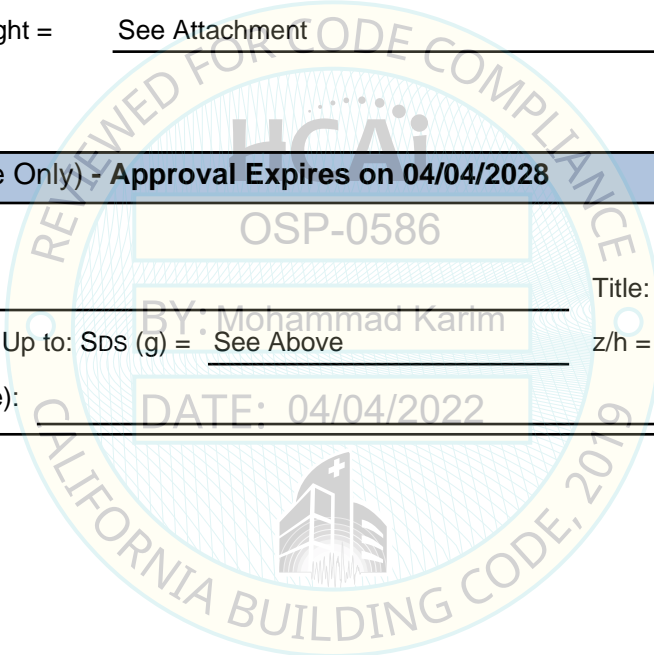 ght = See Attachment
REVIEWED FOR CODE COMPLIANCE
HCAi
e Only) - Approval Expires on 04/04/2028
OSP-0586
Title:
BY: Mohammad Karim
Up to: SDS (g) = See Above z/h =
e):
DATE: 04/04/2022
CALIFORNIA BUILDING CODE, 2019